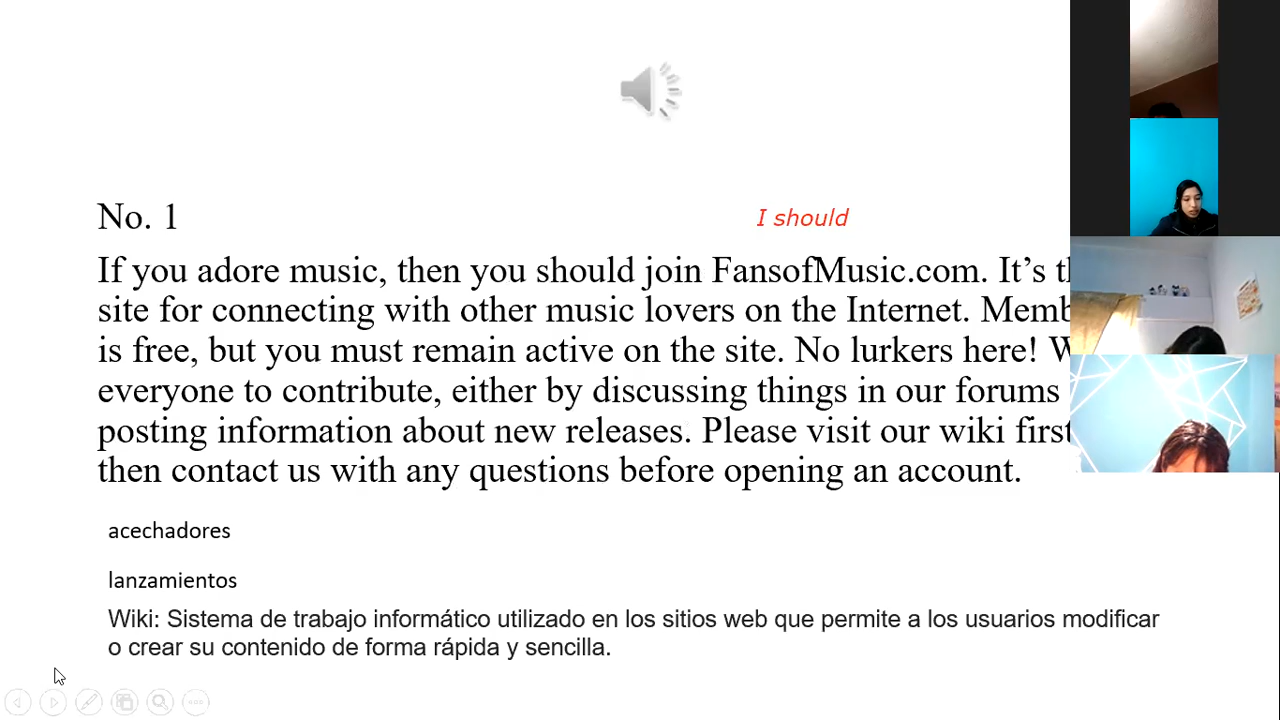 No. 1
I should
If you adore music, then you should join FansofMusic.com. It’s
site for connecting with other music lovers on the Internet.
is free, but you must remain active on the site. No lurkers here!
everyone to contribute, either by discussing things in our forums
posting information about new releases. Please visit our wiki first
then contact us with any questions before opening an account.
acechadores
lanzamientos
Wiki: Sistema de trabajo informático utilizado en los sitios web que permite a los usuarios modificar
o crear su contenido de forma rápida y sencilla.